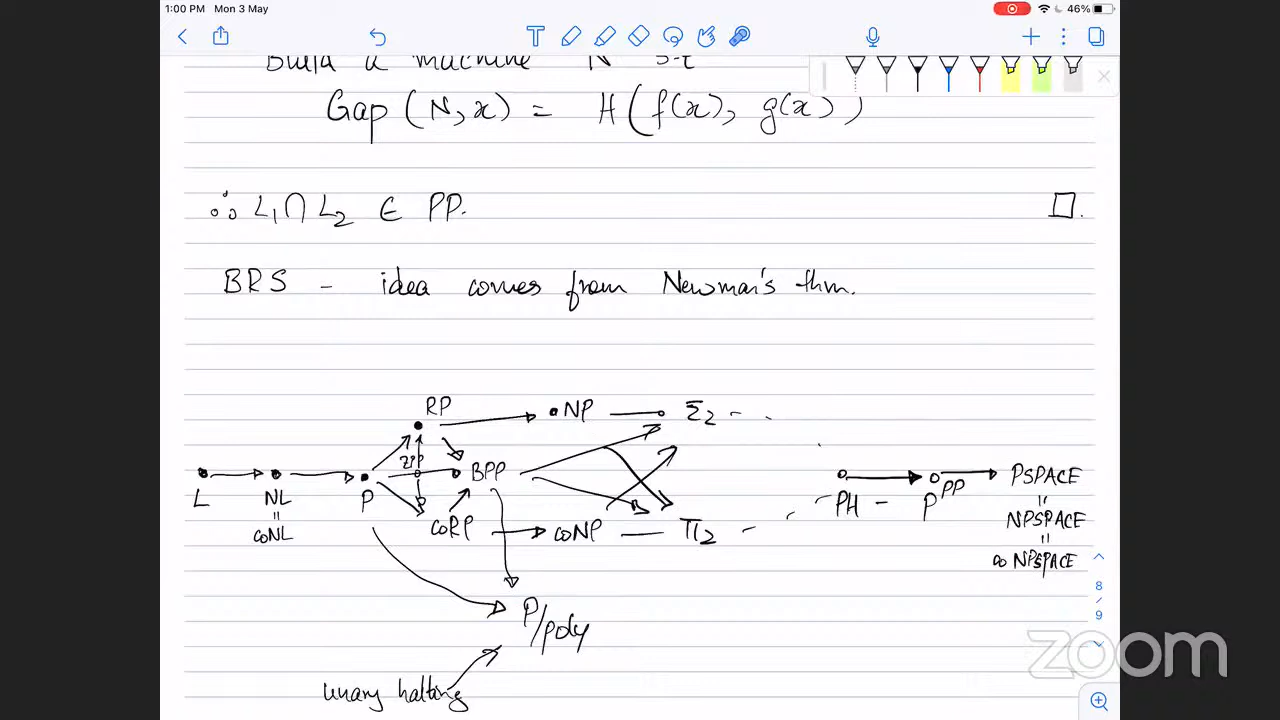 1:00 PM Mon 3 May
46%
Build a machine N s.t
Gap (N, x) = H(f(x), g(x))
∴ L₁ ∩ L₂ ∈ PP. □.
BRS - idea comes from Newman's thm.
RP NP Σ₂ - . .
ZPP
L NL P BPP PH - P^PP PSPACE
=
coNL
coRP coNP Π₂ - . .
=
NPSPACE
=
coNPSPACE
P/poly
unary halting
8
/
9
zoom
T